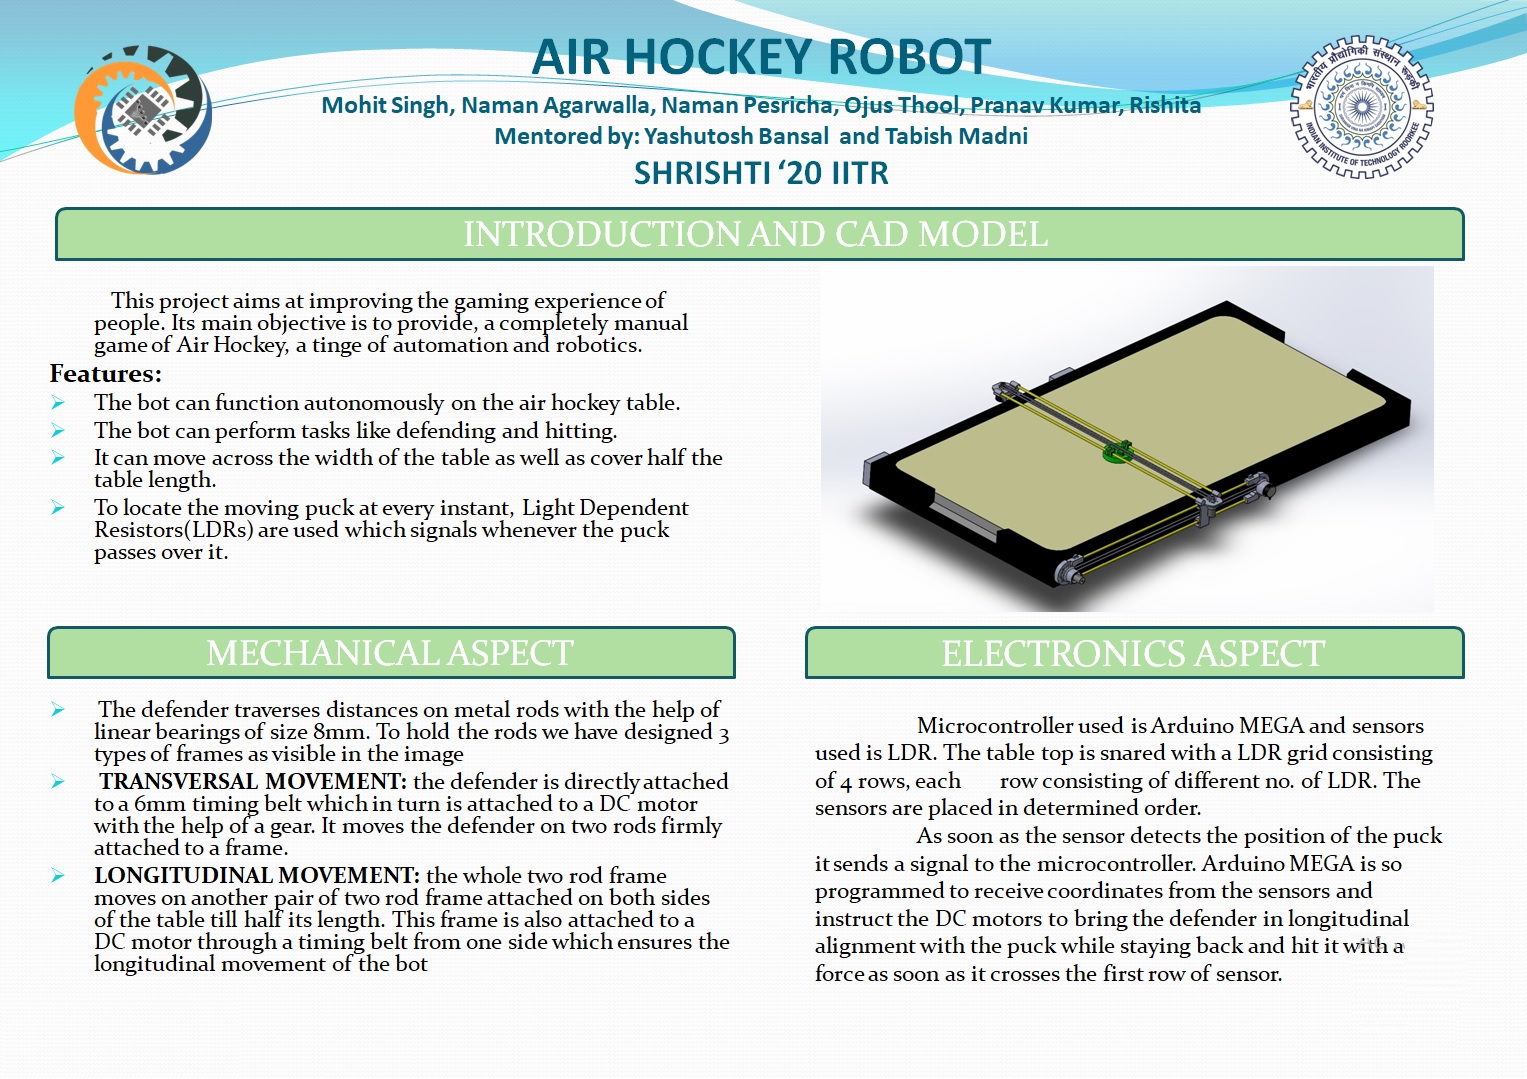 AIR HOCKEY ROBOT
Mohit Singh, Naman Agarwalla, Naman Pesricha, Ojus Thool, Pranav Kumar, Rishita
Mentored by: Yashutosh Bansal and Tabish Madni
SHRISHTI ‘20 IITR
भारतीय प्रौद्योगिकी संस्थान रूड़की
INDIAN INSTITUTE OF TECHNOLOGY ROORKEE
INTRODUCTION AND CAD MODEL
This project aims at improving the gaming experience of
people. Its main objective is to provide, a completely manual
game of Air Hockey, a tinge of automation and robotics.
Features:
The bot can function autonomously on the air hockey table.
The bot can perform tasks like defending and hitting.
It can move across the width of the table as well as cover half the
table length.
To locate the moving puck at every instant, Light Dependent
Resistors(LDRs) are used which signals whenever the puck
passes over it.
MECHANICAL ASPECT
The defender traverses distances on metal rods with the help of
linear bearings of size 8mm. To hold the rods we have designed 3
types of frames as visible in the image
TRANSVERSAL MOVEMENT: the defender is directly attached
to a 6mm timing belt which in turn is attached to a DC motor
with the help of a gear. It moves the defender on two rods firmly
attached to a frame.
LONGITUDINAL MOVEMENT: the whole two rod frame
moves on another pair of two rod frame attached on both sides
of the table till half its length. This frame is also attached to a
DC motor through a timing belt from one side which ensures the
longitudinal movement of the bot
ELECTRONICS ASPECT
Microcontroller used is Arduino MEGA and sensors
used is LDR. The table top is snared with a LDR grid consisting
of 4 rows, each row consisting of different no. of LDR. The
sensors are placed in determined order.
As soon as the sensor detects the position of the puck
it sends a signal to the microcontroller. Arduino MEGA is so
programmed to receive coordinates from the sensors and
instruct the DC motors to bring the defender in longitudinal
alignment with the puck while staying back and hit it with a
force as soon as it crosses the first row of sensor.